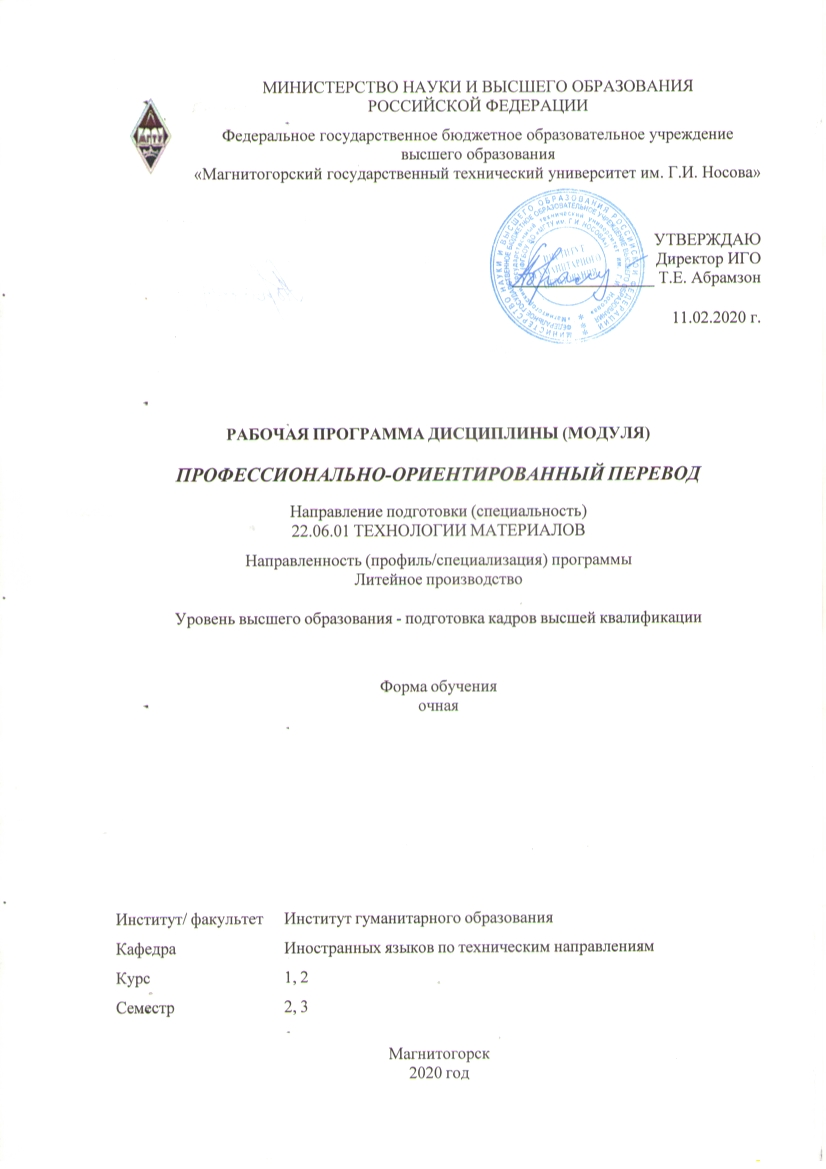 МИНИСТЕРСТВО НАУКИ И ВЫСШЕГО ОБРАЗОВАНИЯ
РОССИЙСКОЙ ФЕДЕРАЦИИ
Федеральное государственное бюджетное образовательное учреждение
высшего образования
«Магнитогорский государственный технический университет им. Г.И. Носова»
УТВЕРЖДАЮ
Директор ИГО
Т.Е. Абрамзон
11.02.2020 г.
РАБОЧАЯ ПРОГРАММА ДИСЦИПЛИНЫ (МОДУЛЯ)
ПРОФЕССИОНАЛЬНО-ОРИЕНТИРОВАННЫЙ ПЕРЕВОД
Направление подготовки (специальность)
22.06.01 ТЕХНОЛОГИИ МАТЕРИАЛОВ
Направленность (профиль/специализация) программы
Литейное производство
Уровень высшего образования - подготовка кадров высшей квалификации
Форма обучения
очная
Институт/ факультет Институт гуманитарного образования
Кафедра Иностранных языков по техническим направлениям
Курс 1, 2
Семестр 2, 3
Магнитогорск
2020 год